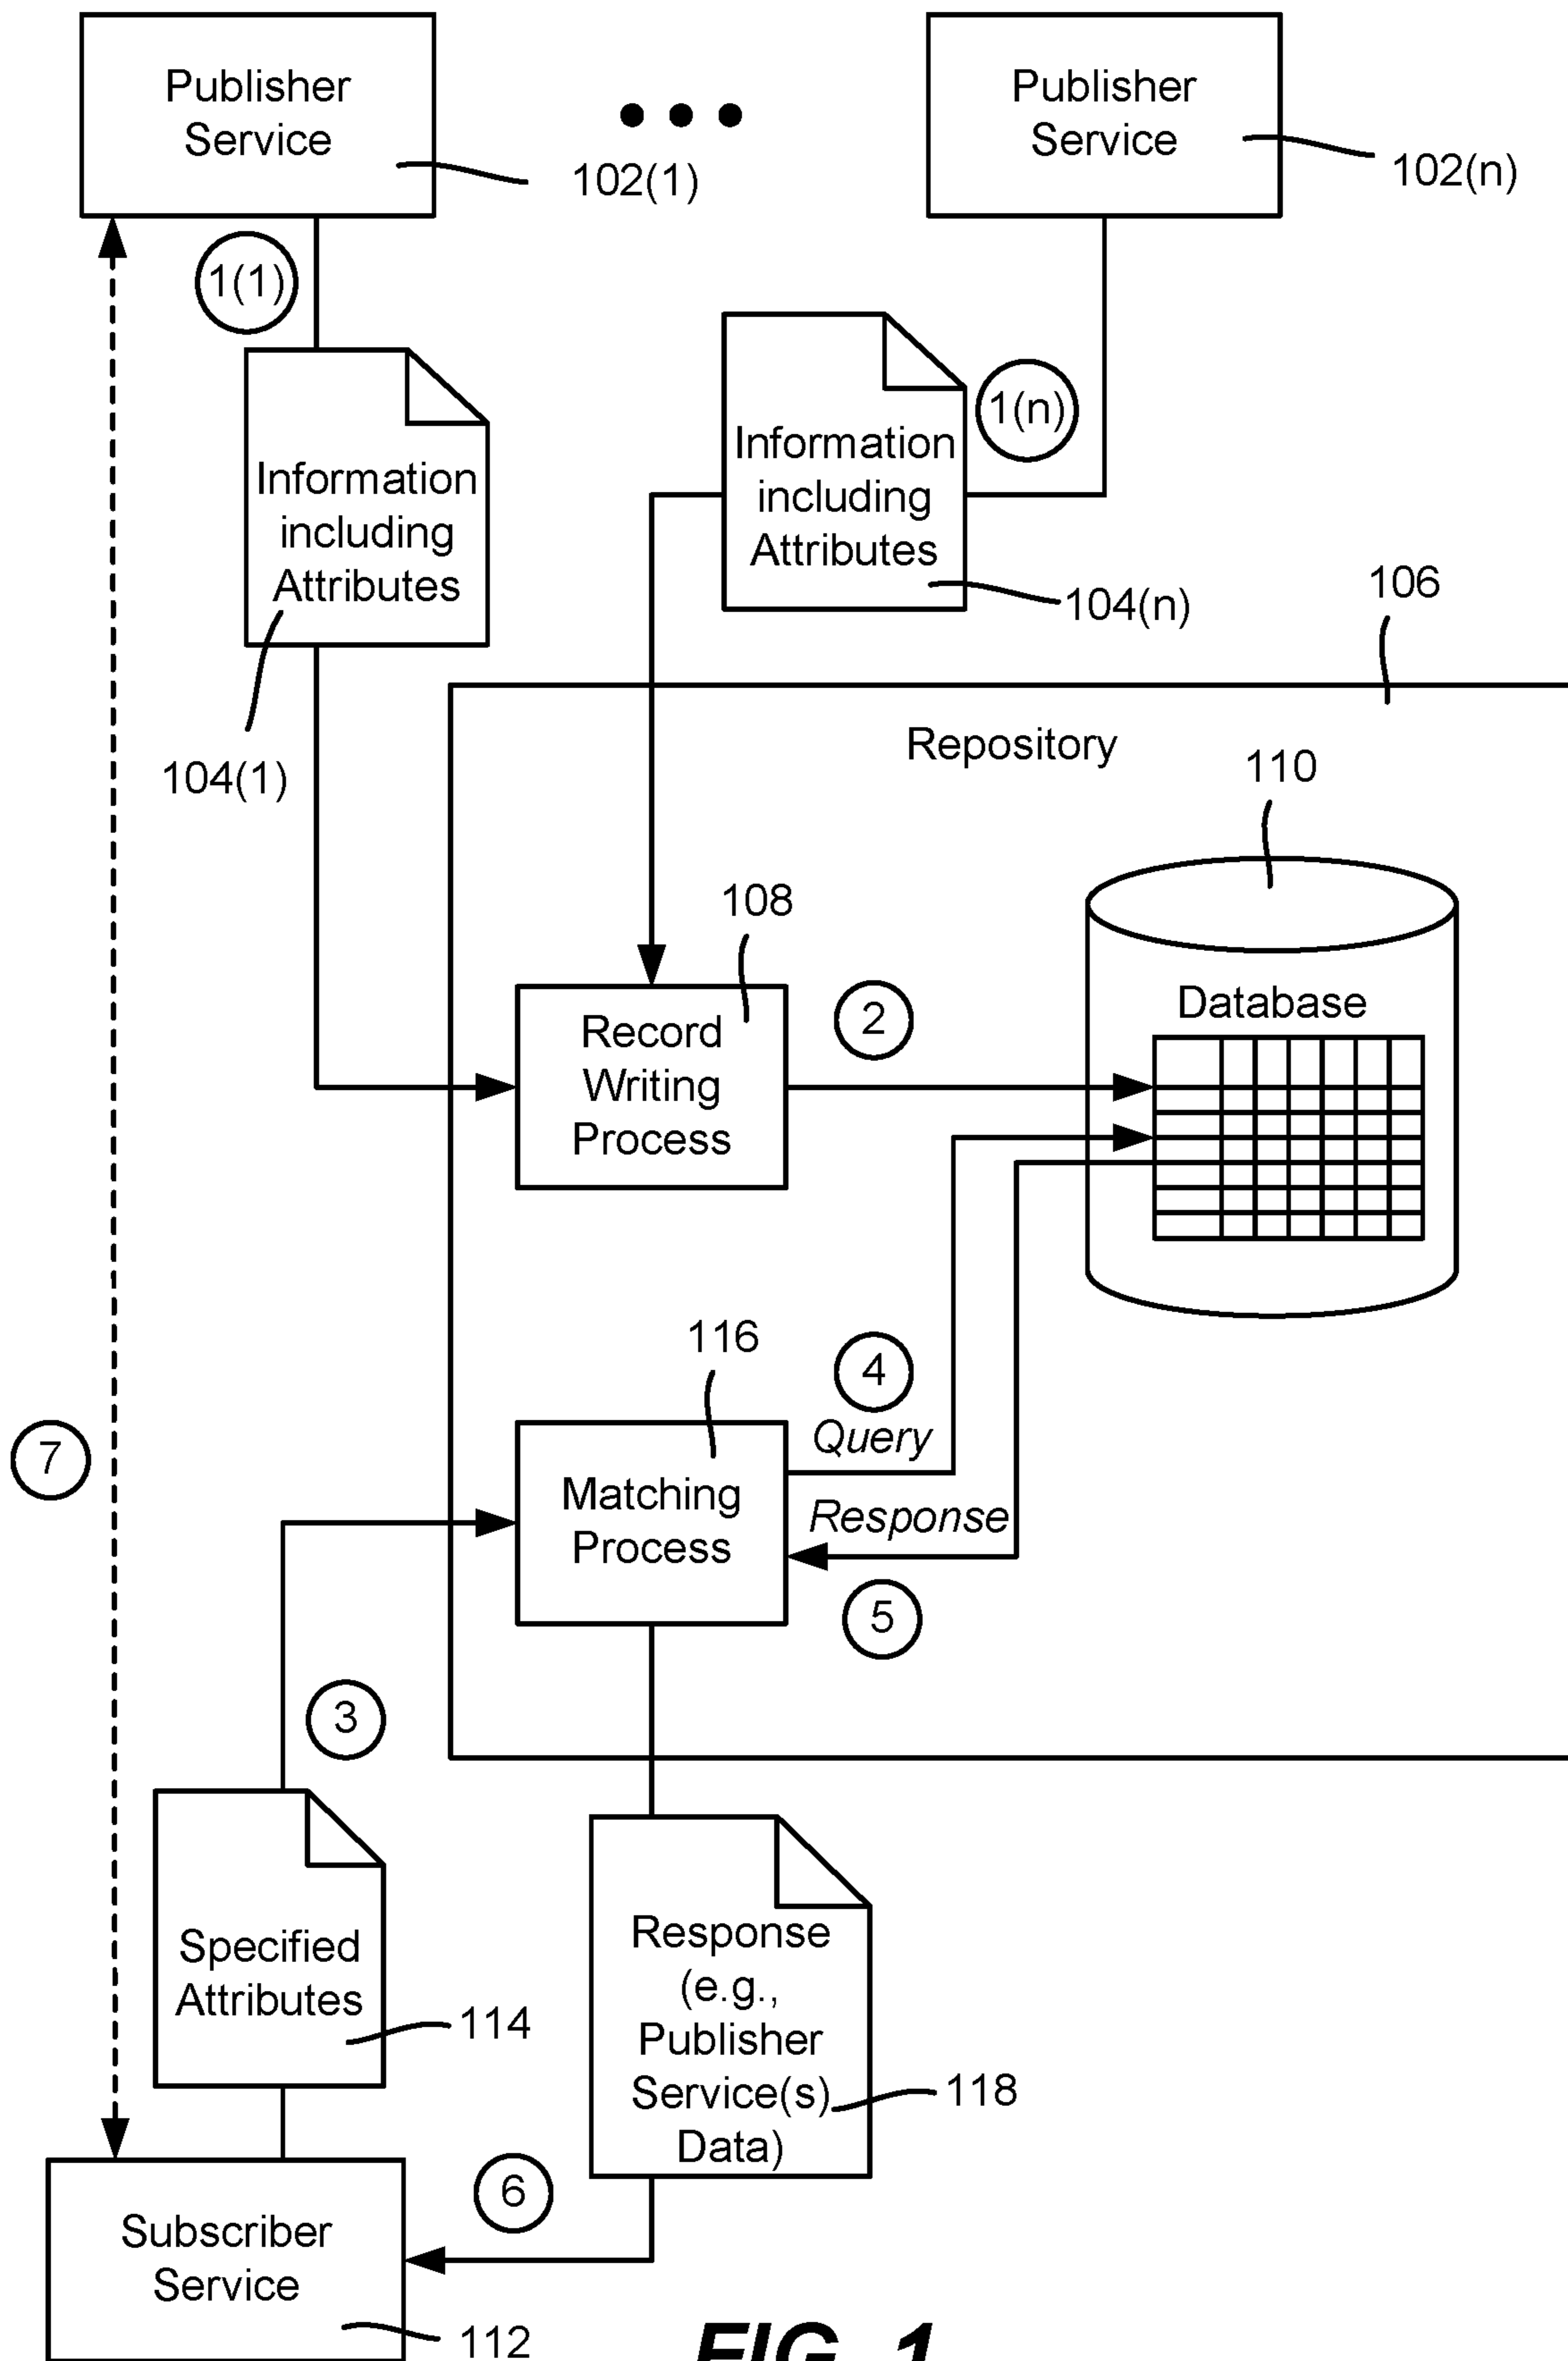 Publisher
Service
102(1)
Publisher
Service
102(n)
1(1)
Information
including
Attributes
104(1)
1(n)
Information
including
Attributes
104(n)
106
Repository
110
Database
108
Record
Writing
Process
2
116
Matching
Process
4
Query
Response
5
7
3
Specified
Attributes
114
Response
(e.g.,
Publisher
Service(s)
Data)
118
6
Subscriber
Service
112
FIG. 1